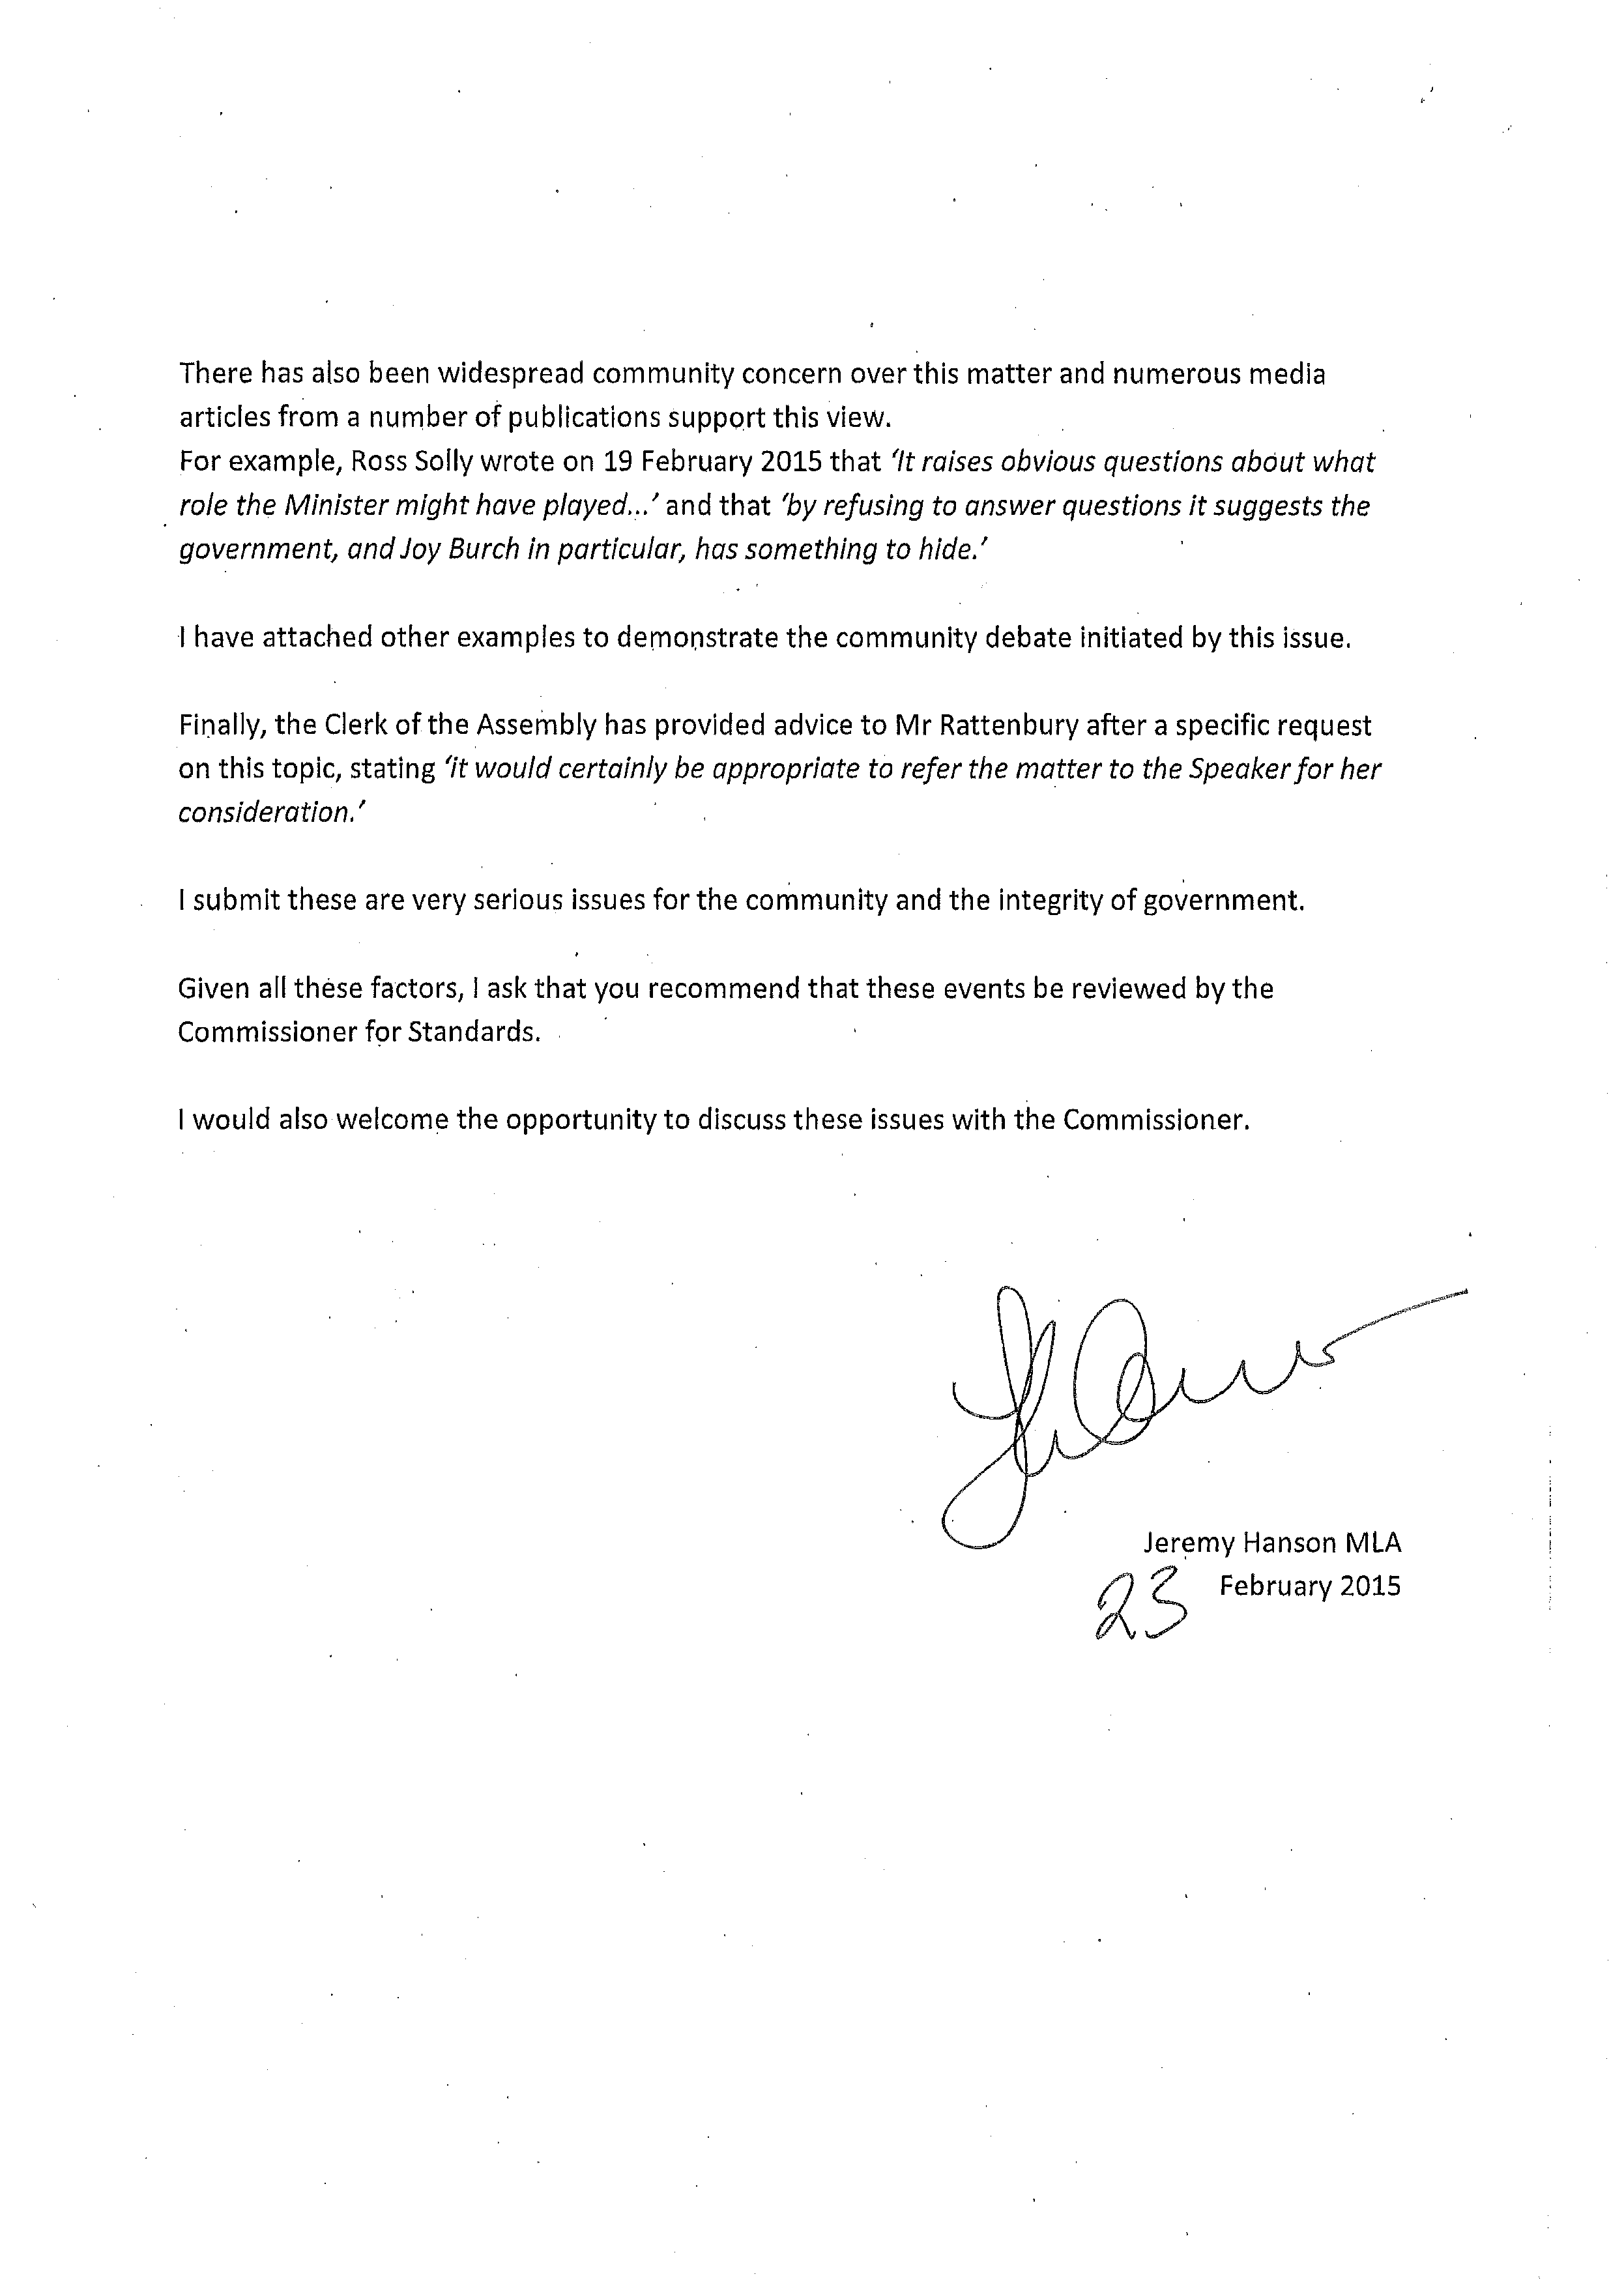 There has also been widespread community concern over this matter and numerous media
articles from a number of publications support this view.
For example, Ross Solly wrote on 19 February 2015 that 'It raises obvious questions about what
role the Minister might have played...' and that 'by refusing to answer questions it suggests the
government, and Joy Burch in particular, has something to hide.'
I have attached other examples to demonstrate the community debate initiated by this issue.
Finally, the Clerk of the Assembly has provided advice to Mr Rattenbury after a specific request
on this topic, stating 'it would certainly be appropriate to refer the matter to the Speaker for her
consideration.'
I submit these are very serious issues for the community and the integrity of government.
Given all these factors, I ask that you recommend that these events be reviewed by the
Commissioner for Standards.
I would also welcome the opportunity to discuss these issues with the Commissioner.
Jeremy Hanson MLA
23 February 2015